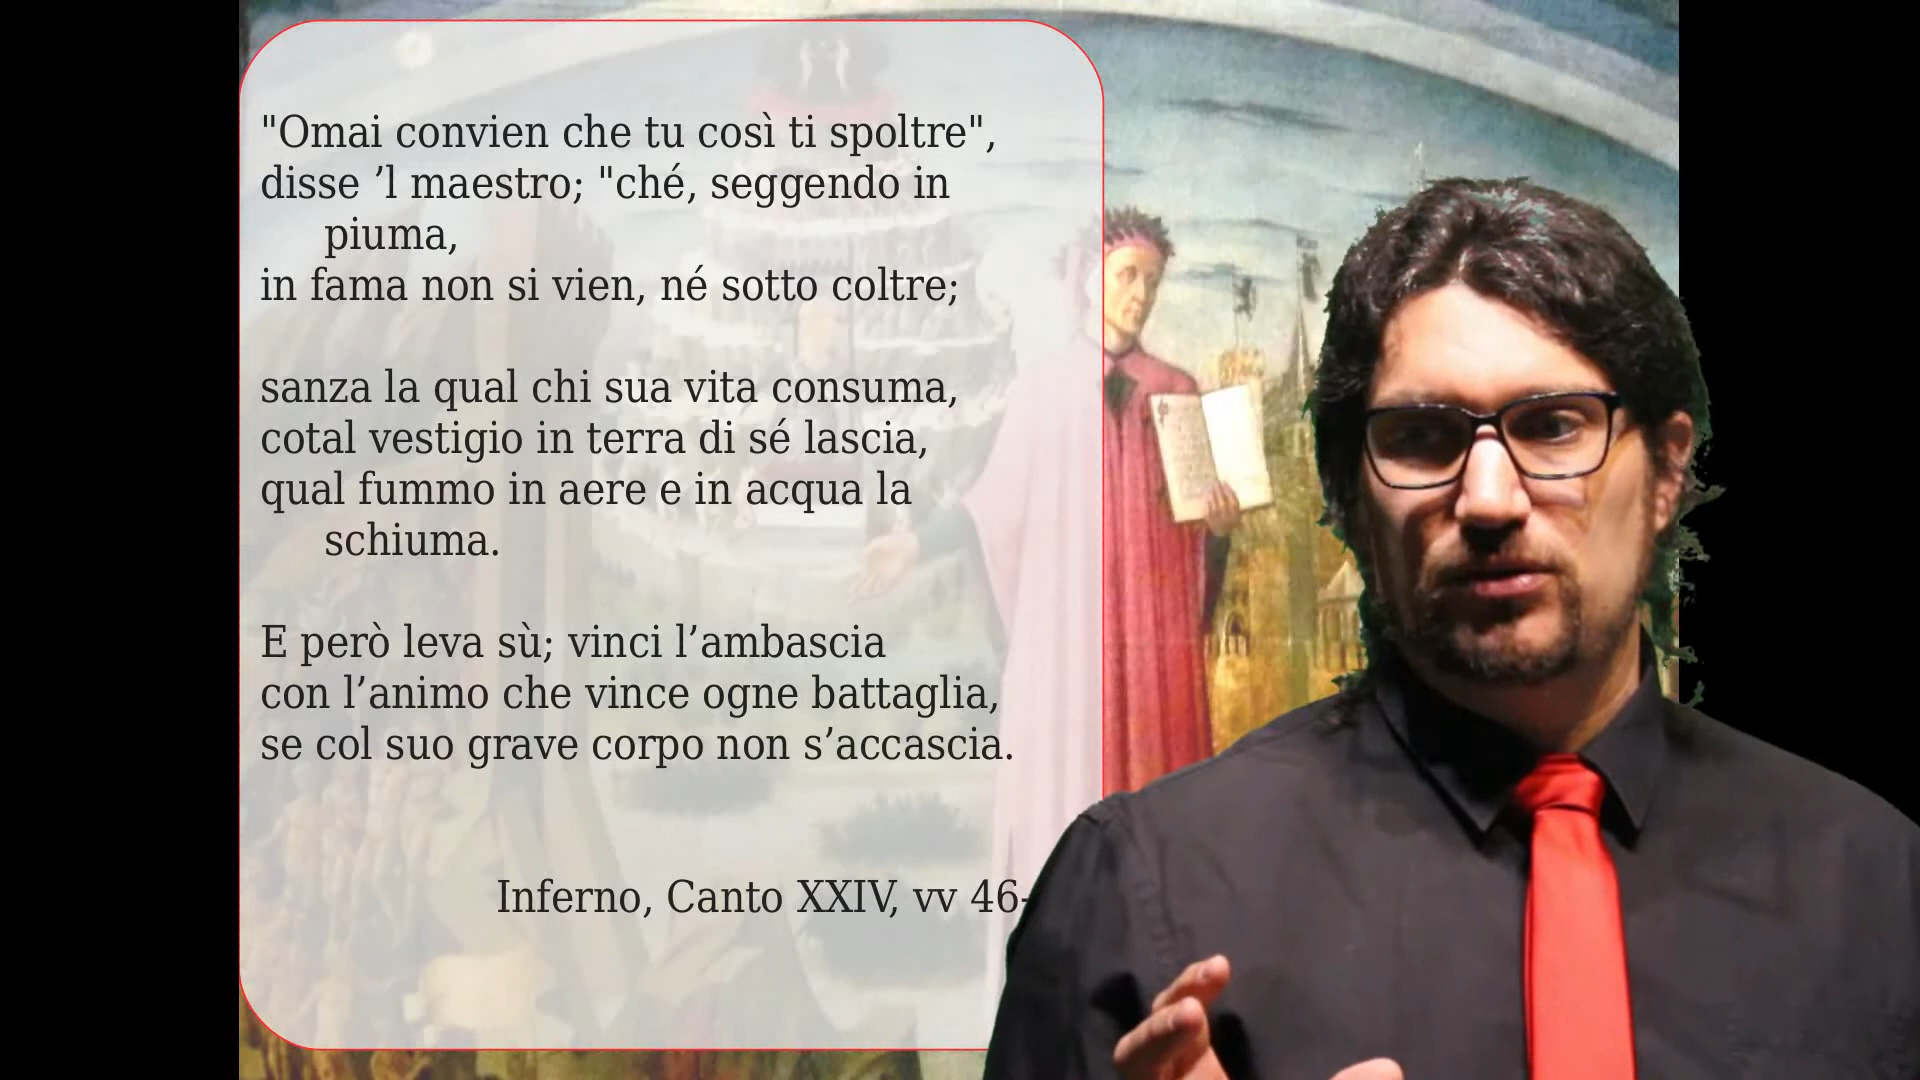 "Omai convien che tu così ti spoltre",
disse ’l maestro; "ché, seggendo in
piuma,
in fama non si vien, né sotto coltre;
sanza la qual chi sua vita consuma,
cotal vestigio in terra di sé lascia,
qual fummo in aere e in acqua la
schiuma.
E però leva sù; vinci l’ambascia
con l’animo che vince ogne battaglia,
se col suo grave corpo non s’accascia.
Inferno, Canto XXIV, vv 46-